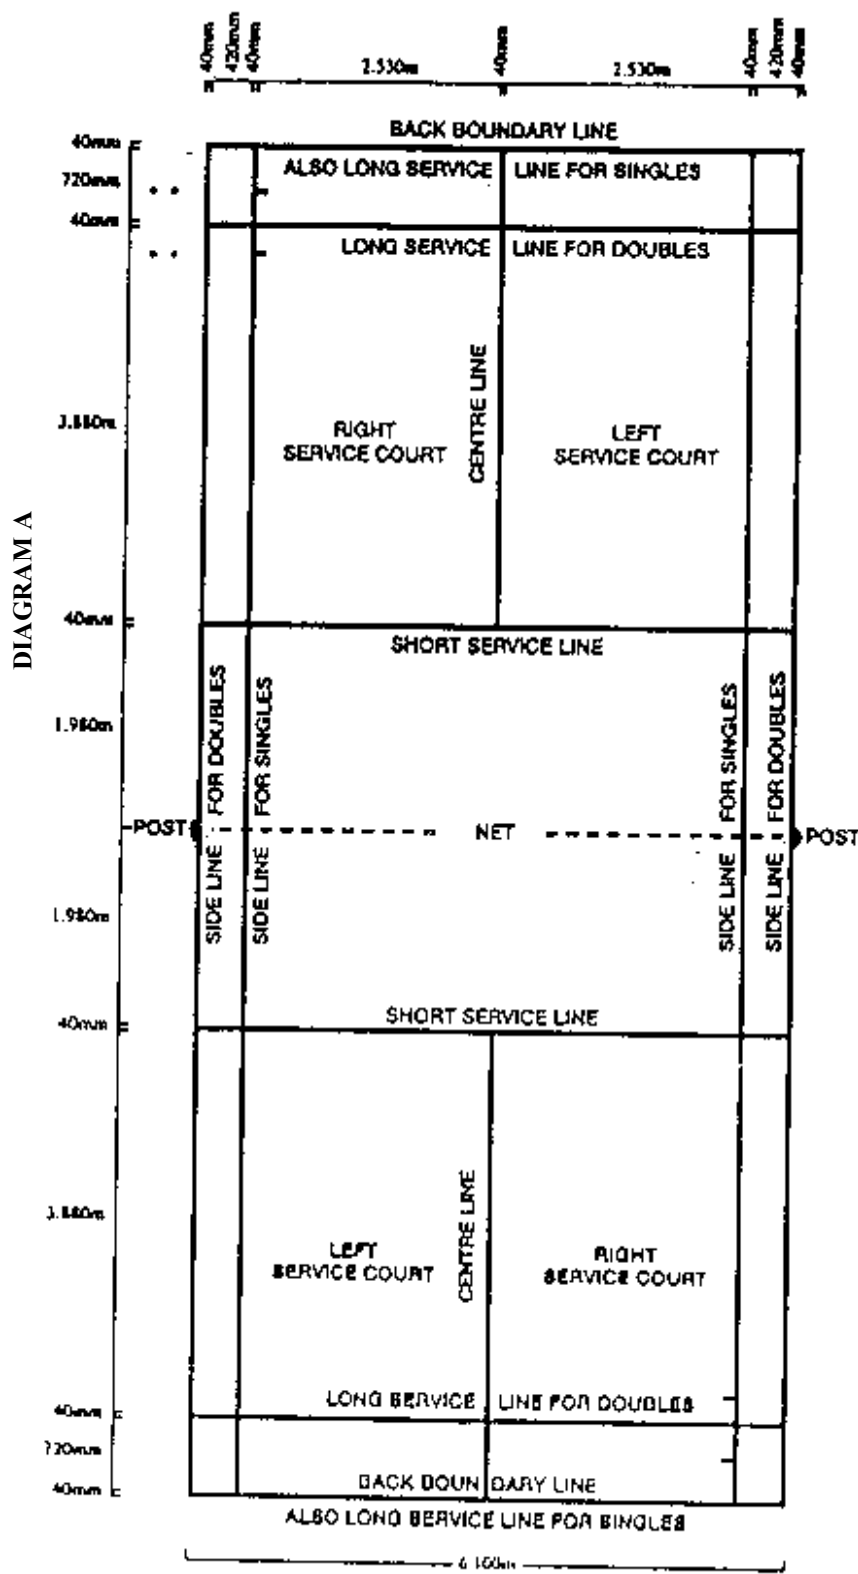 40mm 420mm 40mm 2.530m 40mm 2.530m 40mm 420mm 40mm
BACK BOUNDARY LINE
40mm
ALSO LONG SERVICE LINE FOR SINGLES
720mm
40mm
LONG SERVICE LINE FOR DOUBLES
CENTRE LINE
3.880m
RIGHT SERVICE COURT
LEFT SERVICE COURT
DIAGRAM A
40mm
SHORT SERVICE LINE
1.980m
SIDE LINE FOR DOUBLES
SIDE LINE FOR SINGLES
SIDE LINE FOR SINGLES
SIDE LINE FOR DOUBLES
POST NET POST
1.980m
SHORT SERVICE LINE
40mm
CENTRE LINE
3.880m
LEFT SERVICE COURT
RIGHT SERVICE COURT
LONG SERVICE LINE FOR DOUBLES
40mm
720mm
BACK BOUNDARY LINE
40mm
ALSO LONG SERVICE LINE FOR SINGLES
6.100m